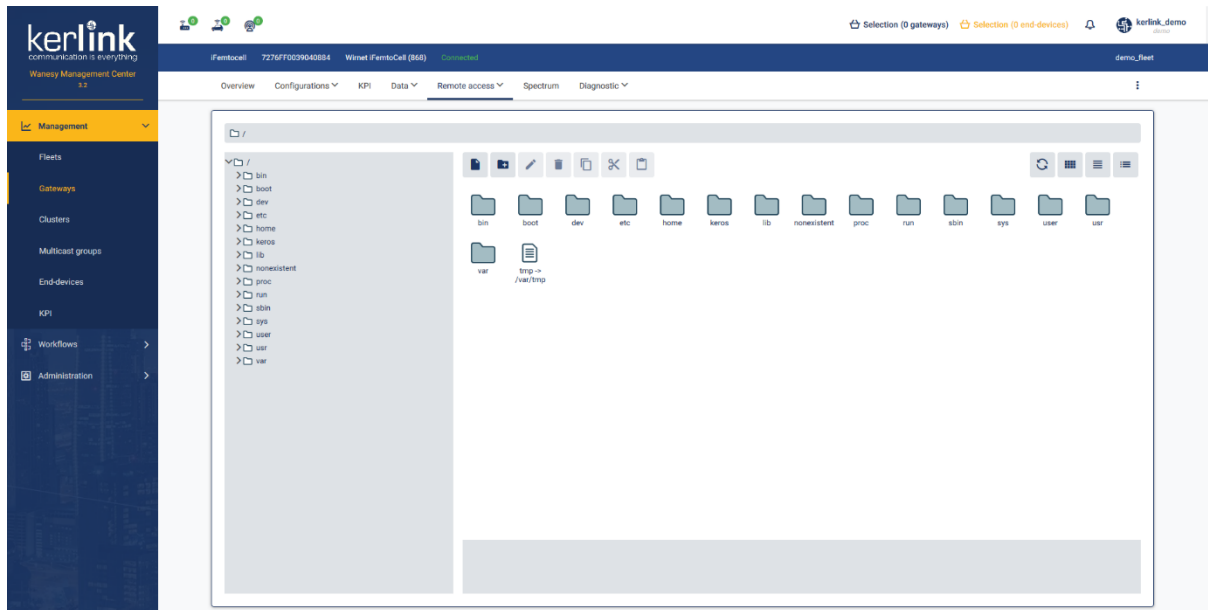 kerlink
communication is everything
Wanesy Management Center
3.2
0 0 0
Selection (0 gateways) Selection (0 end-devices) kerlink_demo
demo
iFemtocell 7276FF0039040884 Wirnet iFemtoCell (868) Connected demo_fleet
Overview Configurations KPI Data Remote access Spectrum Diagnostic
Management
Fleets
Gateways
Clusters
Multicast groups
End-devices
KPI
Workflows
Administration
/
/
bin
boot
dev
etc
home
keros
lib
nonexistent
proc
run
sbin
sys
user
usr
var
bin boot dev etc home keros lib nonexistent proc run sbin sys user usr
var tmp ->
/var/tmp